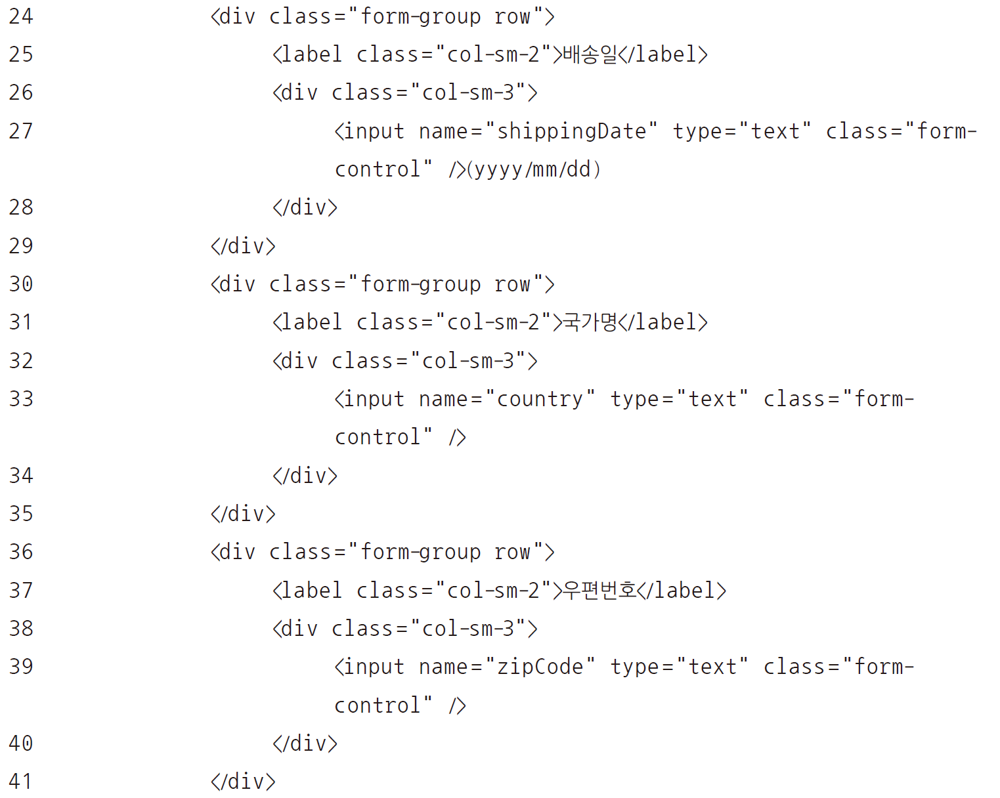 24 <div class="form-group row">
25 <label class="col-sm-2">배송일</label>
26 <div class="col-sm-3">
27 <input name="shippingDate" type="text" class="form-
control" />(yyyy/mm/dd)
28 </div>
29 </div>
30 <div class="form-group row">
31 <label class="col-sm-2">국가명</label>
32 <div class="col-sm-3">
33 <input name="country" type="text" class="form-
control" />
34 </div>
35 </div>
36 <div class="form-group row">
37 <label class="col-sm-2">우편번호</label>
38 <div class="col-sm-3">
39 <input name="zipCode" type="text" class="form-
control" />
40 </div>
41 </div>